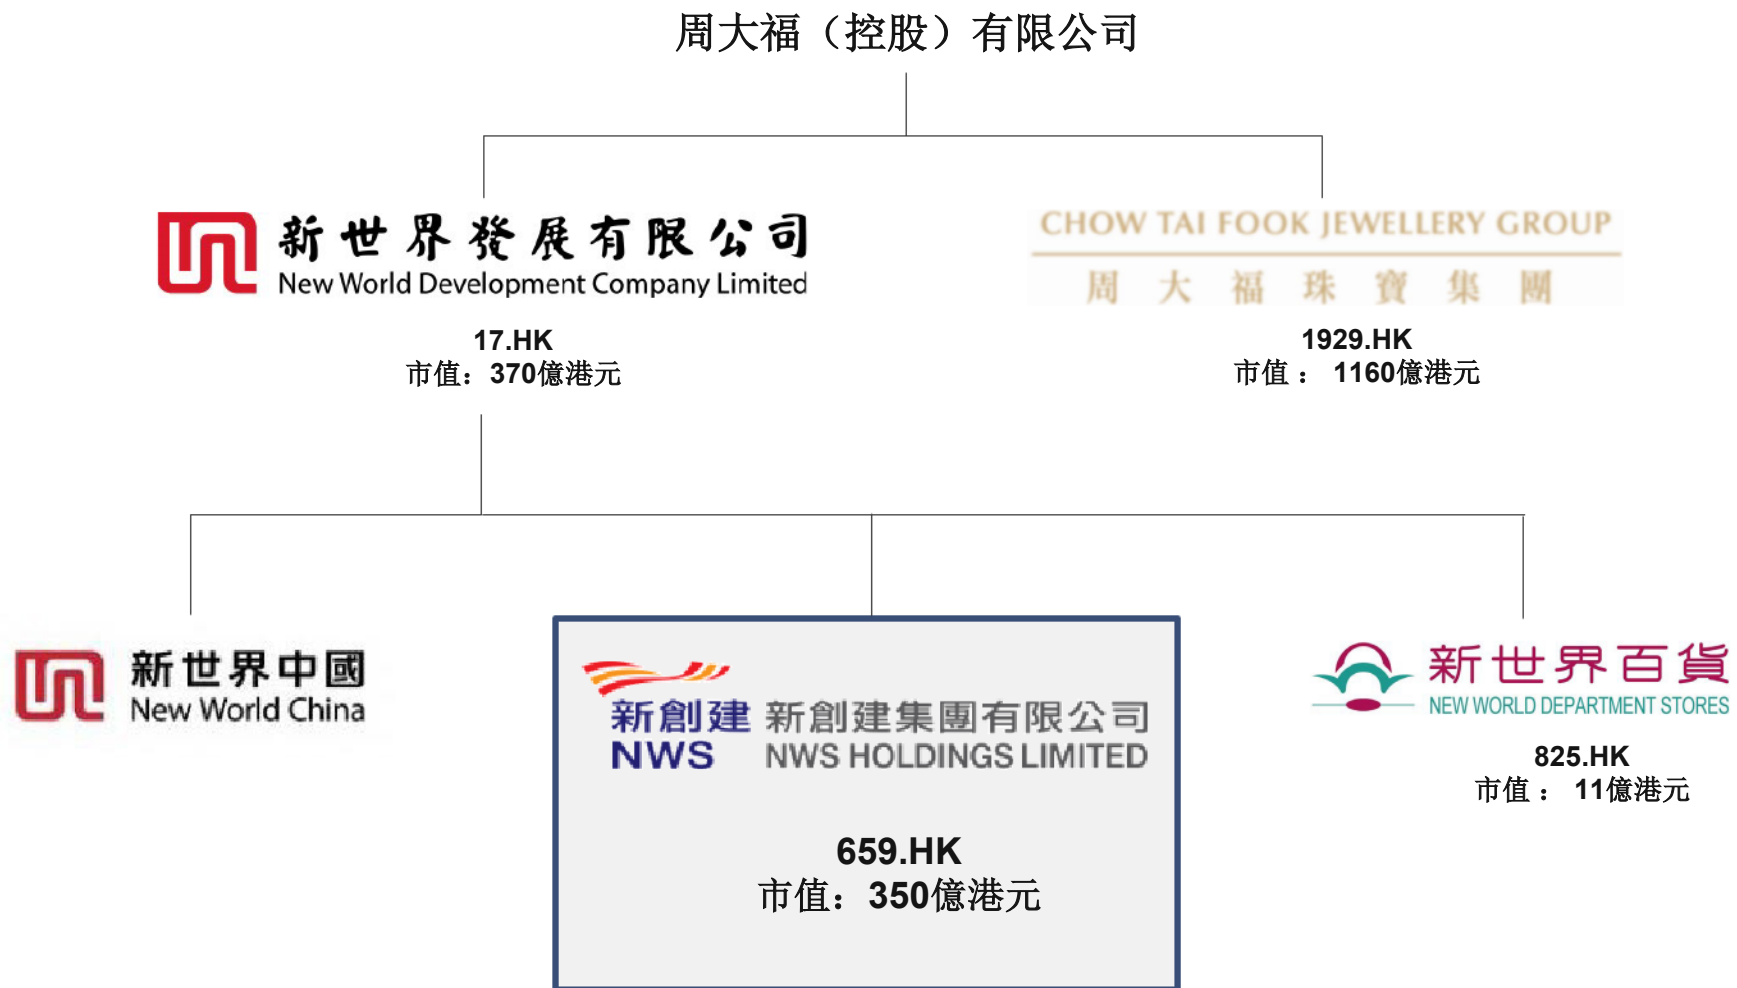 周大福（控股）有限公司
新世界發展有限公司
New World Development Company Limited
17.HK
市值：370億港元
CHOW TAI FOOK JEWELLERY GROUP
周大福珠寶集團
1929.HK
市值： 1160億港元
新世界中國
New World China
新創建 新創建集團有限公司
NWS NWS HOLDINGS LIMITED
659.HK
市值：350億港元
新世界百貨
NEW WORLD DEPARTMENT STORES
825.HK
市值： 11億港元